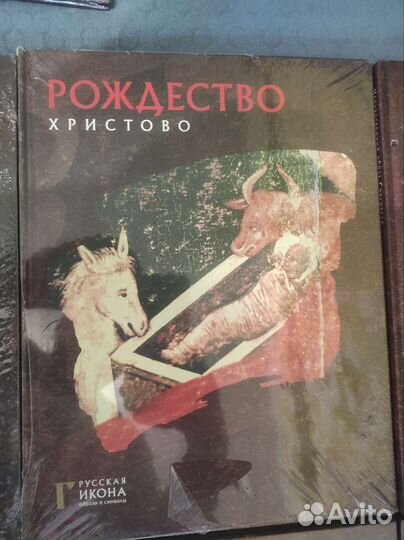 РОЖДЕСТВО
ХРИСТОВО
РУССКАЯ
ИКОНА
образы и символы
Avito